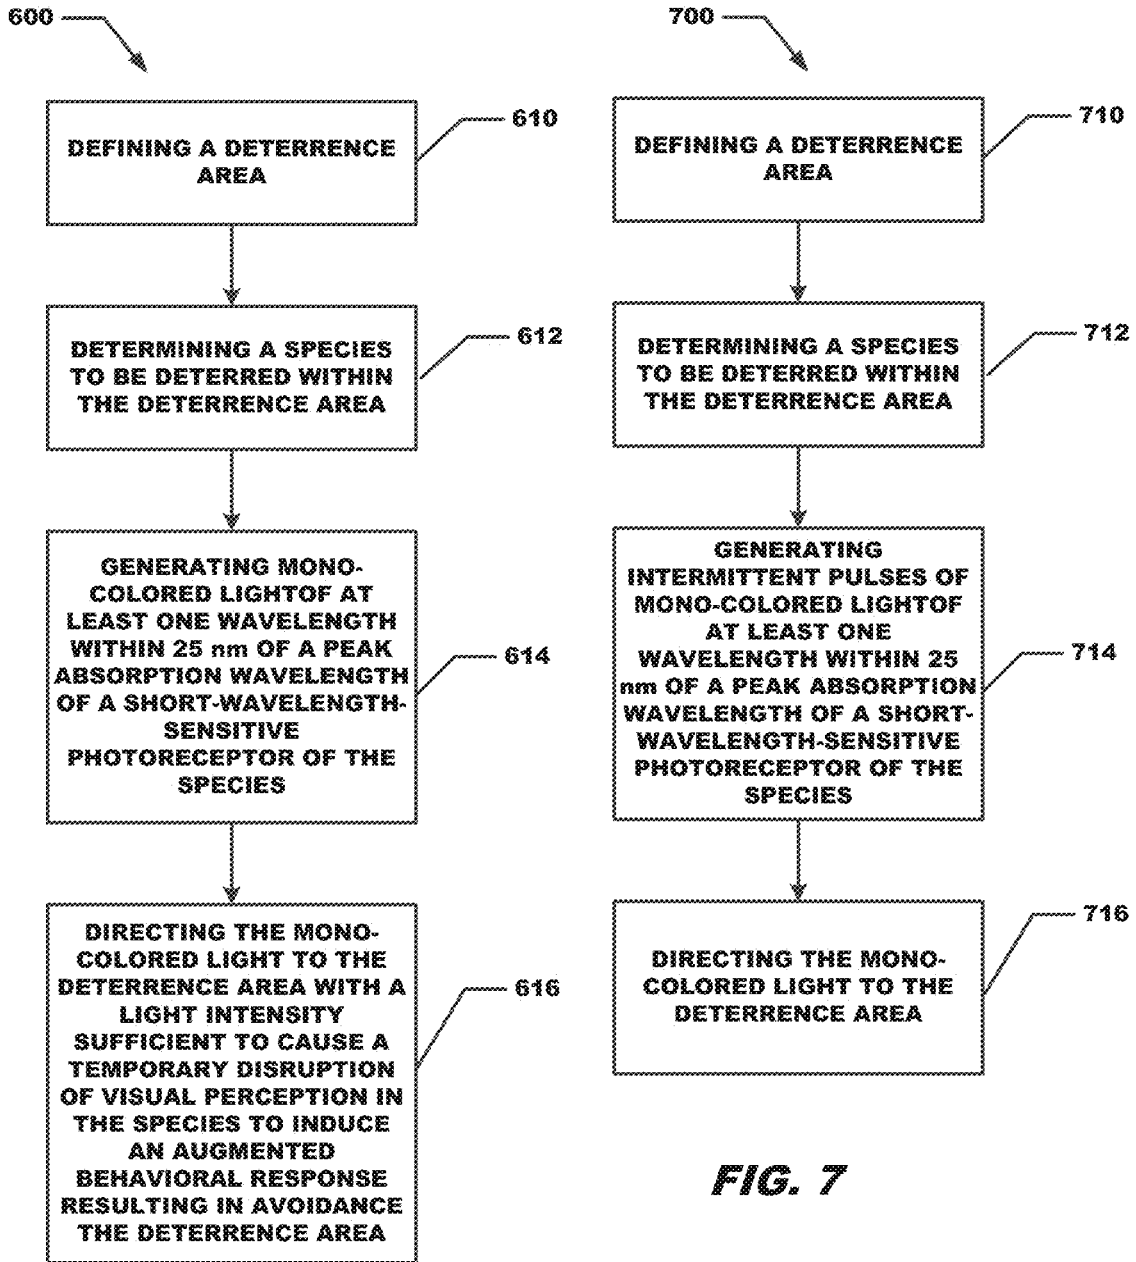 600
DEFINING A DETERRENCE
AREA
610
DETERMINING A SPECIES
TO BE DETERRED WITHIN
THE DETERRENCE AREA
612
GENERATING MONO-
COLORED LIGHTOF AT
LEAST ONE WAVELENGTH
WITHIN 25 nm OF A PEAK
ABSORPTION WAVELENGTH
OF A SHORT-WAVELENGTH-
SENSITIVE
PHOTORECEPTOR OF THE
SPECIES
614
DIRECTING THE MONO-
COLORED LIGHT TO THE
DETERRENCE AREA WITH A
LIGHT INTENSITY
SUFFICIENT TO CAUSE A
TEMPORARY DISRUPTION
OF VISUAL PERCEPTION IN
THE SPECIES TO INDUCE
AN AUGMENTED
BEHAVIORAL RESPONSE
RESULTING IN AVOIDANCE
THE DETERRENCE AREA
616
700
DEFINING A DETERRENCE
AREA
710
DETERMINING A SPECIES
TO BE DETERRED WITHIN
THE DETERRENCE AREA
712
GENERATING
INTERMITTENT PULSES OF
MONO-COLORED LIGHTOF
AT LEAST ONE
WAVELENGTH WITHIN 25
nm OF A PEAK ABSORPTION
WAVELENGTH OF A SHORT-
WAVELENGTH-SENSITIVE
PHOTORECEPTOR OF THE
SPECIES
714
DIRECTING THE MONO-
COLORED LIGHT TO THE
DETERRENCE AREA
716
FIG. 7